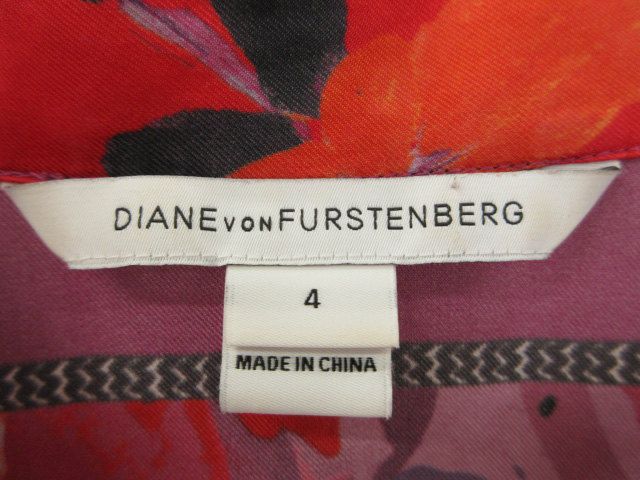 DIANE VON FURSTENBERG
4
MADE IN CHINA